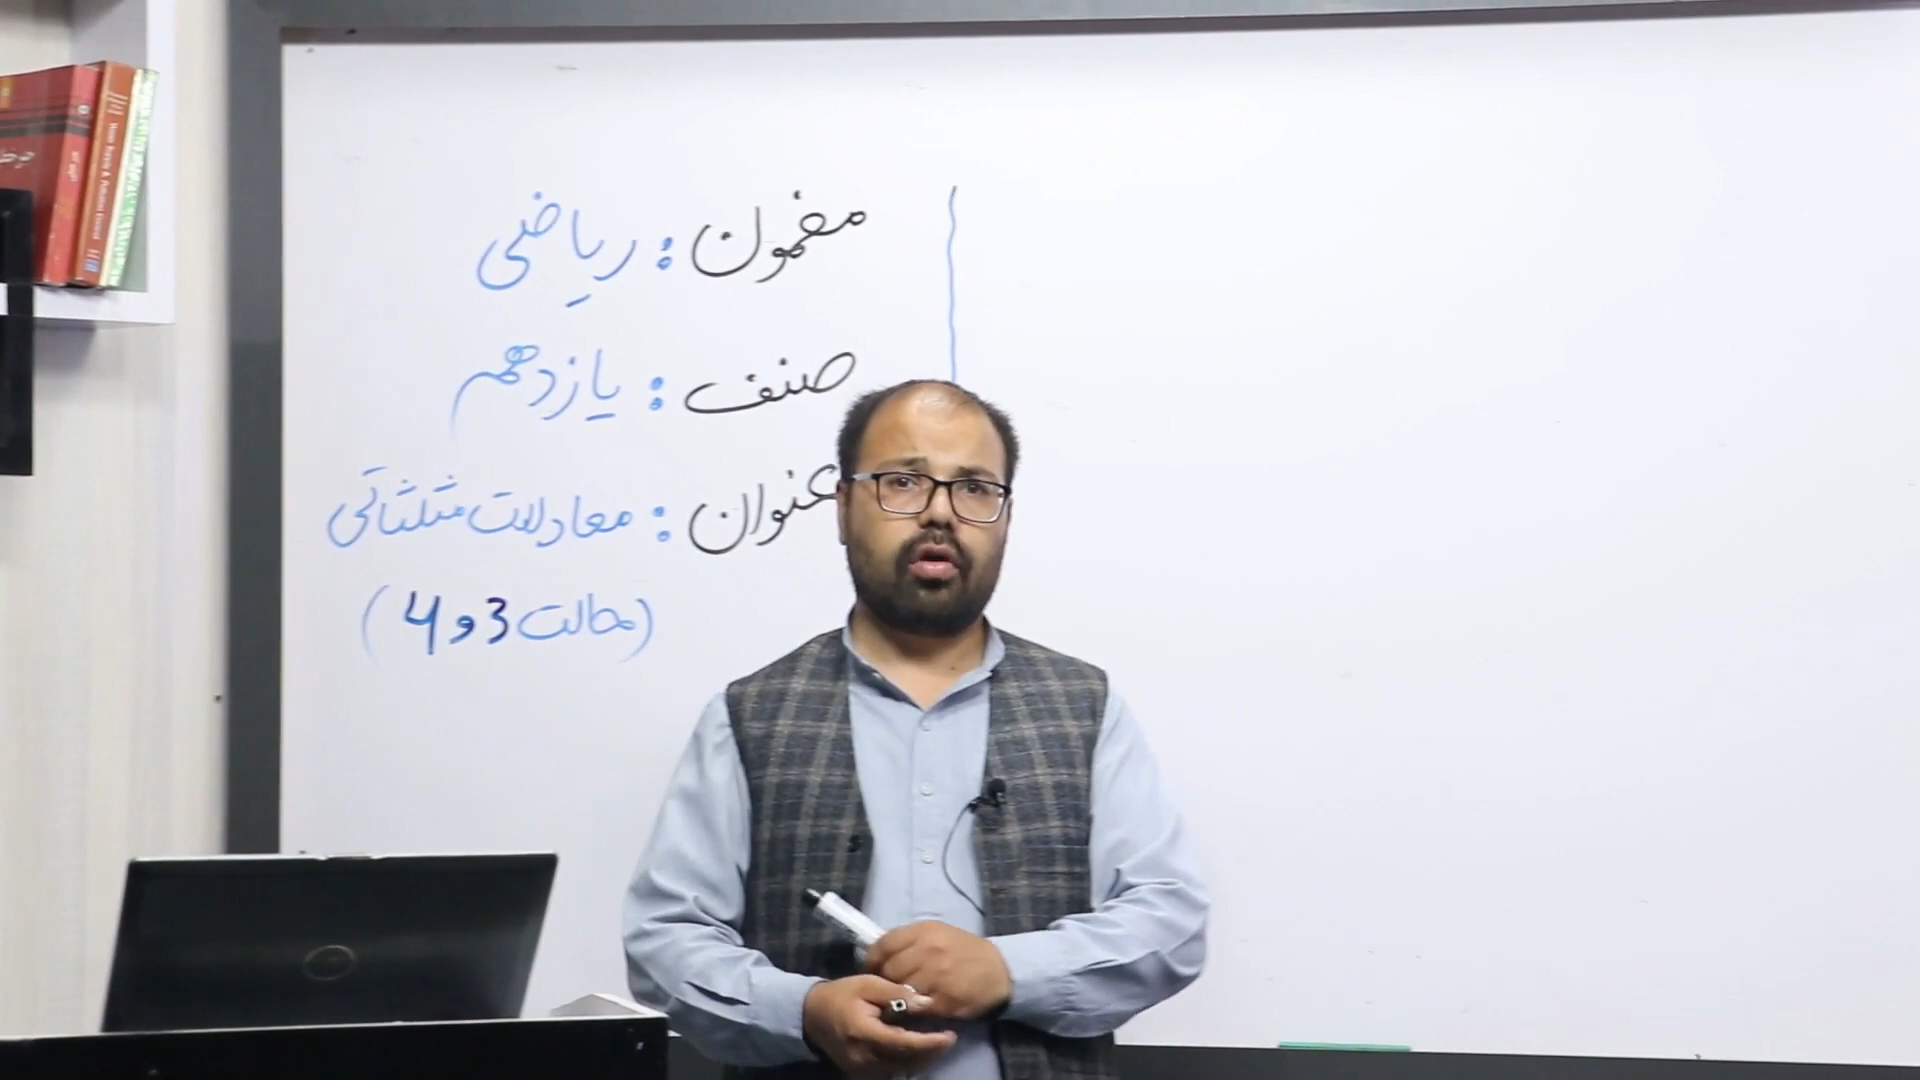 مضمون : ریاضی
صنف : یازدهم
عنوان : معادلات مثلثاتی
(حالت 3 و 4)